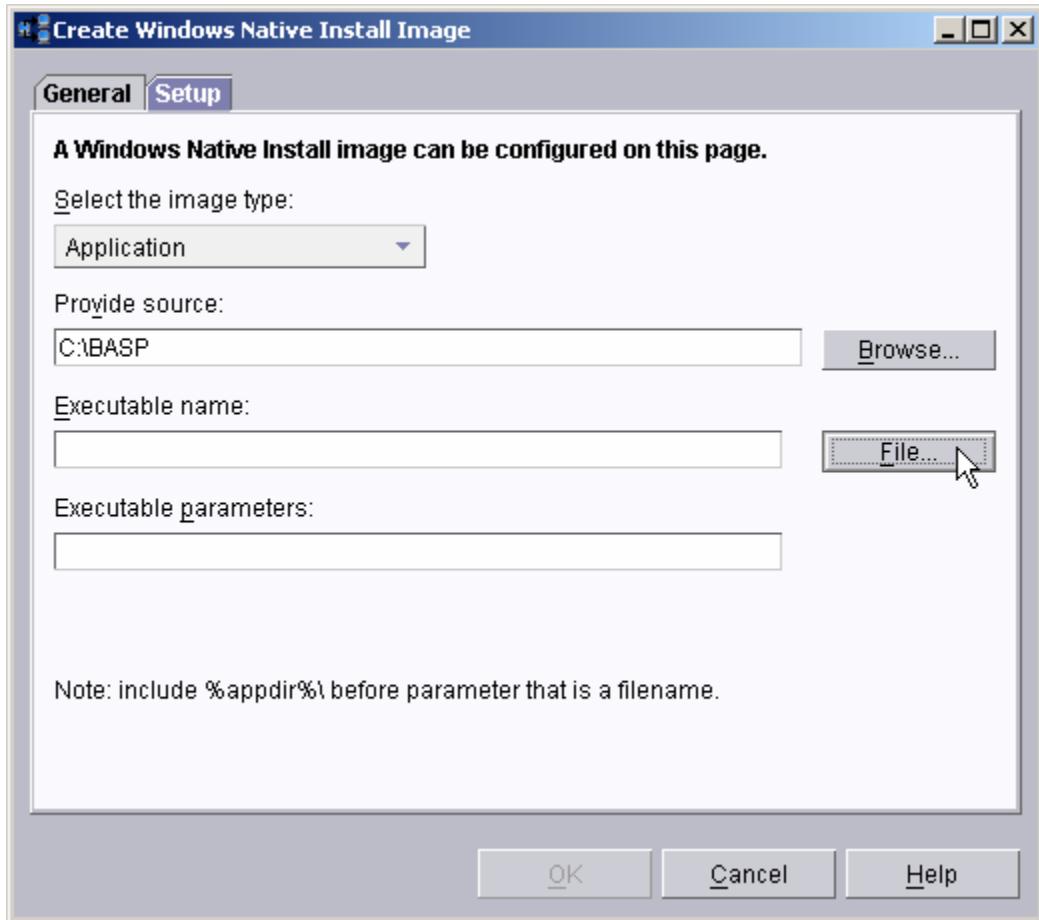 Create Windows Native Install Image
General Setup
A Windows Native Install image can be configured on this page.
Select the image type:
Application
Provide source:
C:\BASP Browse...
Executable name:
File...
Executable parameters:
Note: include %appdir%\ before parameter that is a filename.
OK Cancel Help